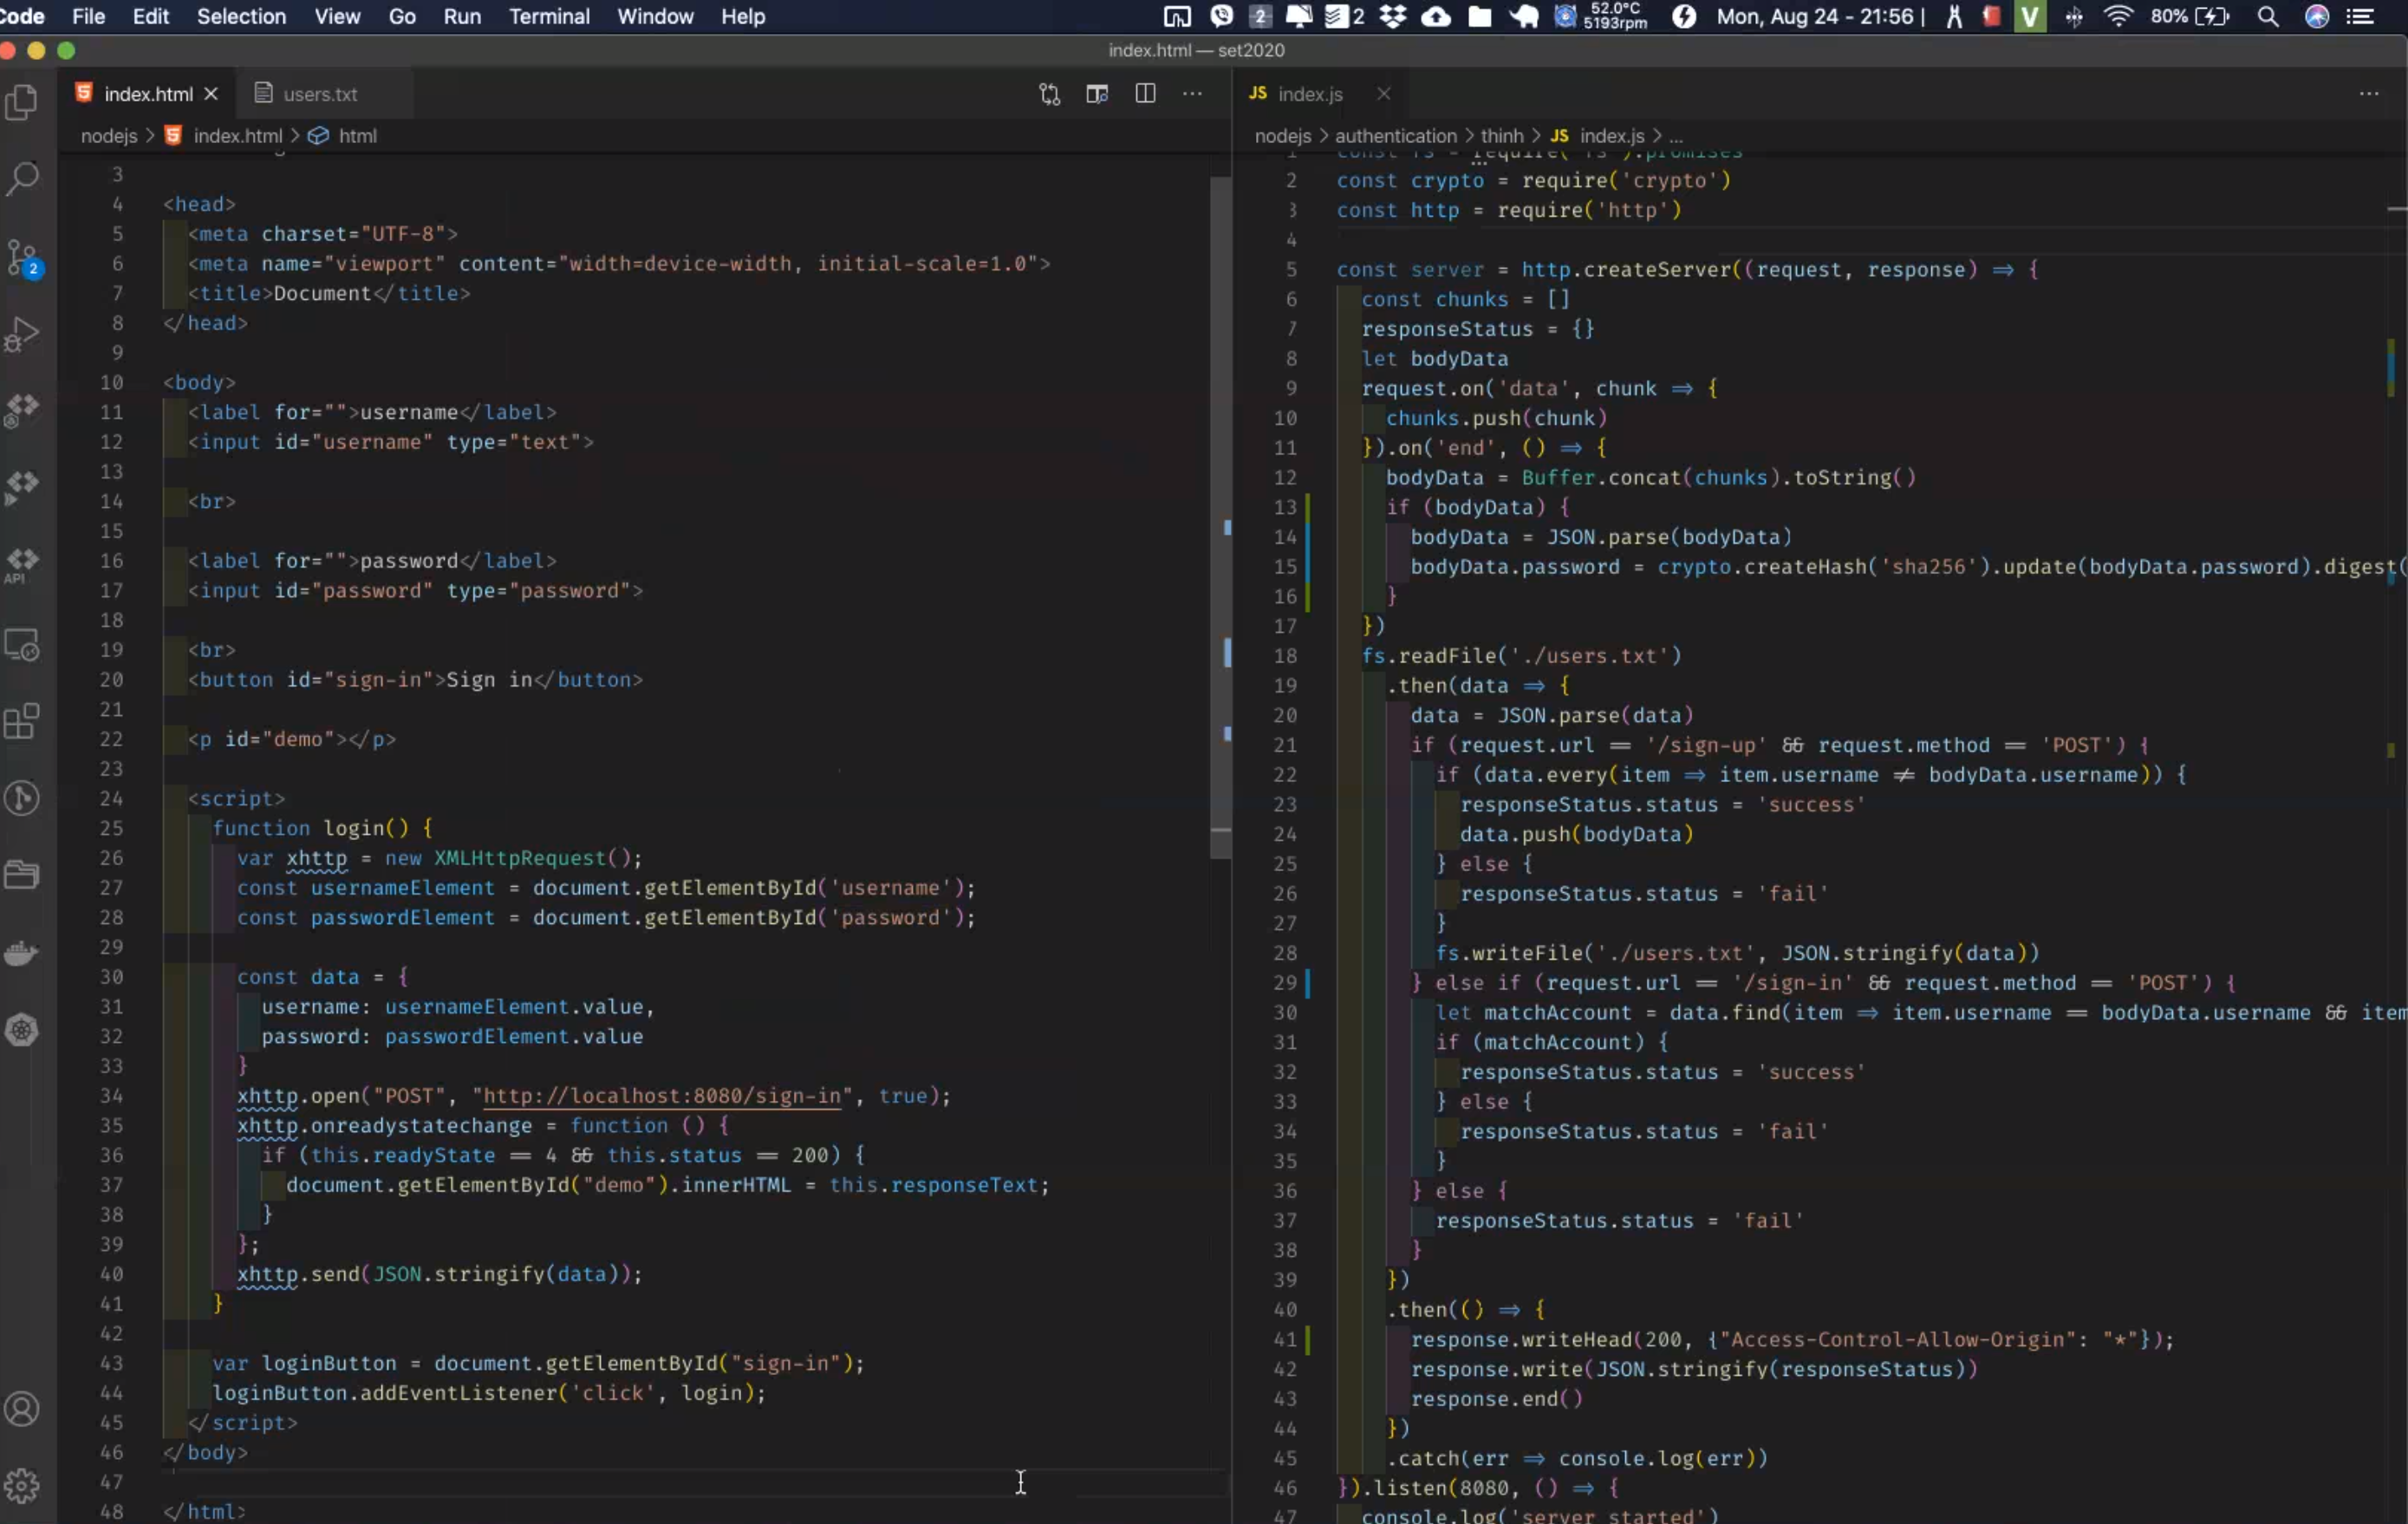 Code File Edit Selection View Go Run Terminal Window Help 2 2 52.0°C 5193rpm Mon, Aug 24 - 21:56 V 80%
index.html — set2020
index.html users.txt
nodejs > index.html > html
3
4 <head>
5 <meta charset="UTF-8">
6 <meta name="viewport" content="width=device-width, initial-scale=1.0">
7 <title>Document</title>
8 </head>
9
10 <body>
11 <label for="">username</label>
12 <input id="username" type="text">
13
14 <br>
15
16 <label for="">password</label>
17 <input id="password" type="password">
18
19 <br>
20 <button id="sign-in">Sign in</button>
21
22 <p id="demo"></p>
23
24 <script>
25 function login() {
26 var xhttp = new XMLHttpRequest();
27 const usernameElement = document.getElementById('username');
28 const passwordElement = document.getElementById('password');
29
30 const data = {
31 username: usernameElement.value,
32 password: passwordElement.value
33 }
34 xhttp.open("POST", "http://localhost:8080/sign-in", true);
35 xhttp.onreadystatechange = function () {
36 if (this.readyState == 4 && this.status == 200) {
37 document.getElementById("demo").innerHTML = this.responseText;
38 }
39 };
40 xhttp.send(JSON.stringify(data));
41 }
42
43 var loginButton = document.getElementById("sign-in");
44 loginButton.addEventListener('click', login);
45 </script>
46 </body>
47
48 </html>
2
API
JS index.js
nodejs > authentication > thinh > JS index.js > ...
1 const fs = require('fs').promises
2 const crypto = require('crypto')
3 const http = require('http')
4
5 const server = http.createServer((request, response) => {
6 const chunks = []
7 responseStatus = {}
8 let bodyData
9 request.on('data', chunk => {
10 chunks.push(chunk)
11 }).on('end', () => {
12 bodyData = Buffer.concat(chunks).toString()
13 if (bodyData) {
14 bodyData = JSON.parse(bodyData)
15 bodyData.password = crypto.createHash('sha256').update(bodyData.password).digest(
16 }
17 })
18 fs.readFile('./users.txt')
19 .then(data => {
20 data = JSON.parse(data)
21 if (request.url == '/sign-up' && request.method == 'POST') {
22 if (data.every(item => item.username != bodyData.username)) {
23 responseStatus.status = 'success'
24 data.push(bodyData)
25 } else {
26 responseStatus.status = 'fail'
27 }
28 fs.writeFile('./users.txt', JSON.stringify(data))
29 } else if (request.url == '/sign-in' && request.method == 'POST') {
30 let matchAccount = data.find(item => item.username == bodyData.username && item
31 if (matchAccount) {
32 responseStatus.status = 'success'
33 } else {
34 responseStatus.status = 'fail'
35 }
36 } else {
37 responseStatus.status = 'fail'
38 }
39 })
40 .then(() => {
41 response.writeHead(200, {"Access-Control-Allow-Origin": "*"});
42 response.write(JSON.stringify(responseStatus))
43 response.end()
44 })
45 .catch(err => console.log(err))
46 }).listen(8080, () => {
47 console.log('server started')